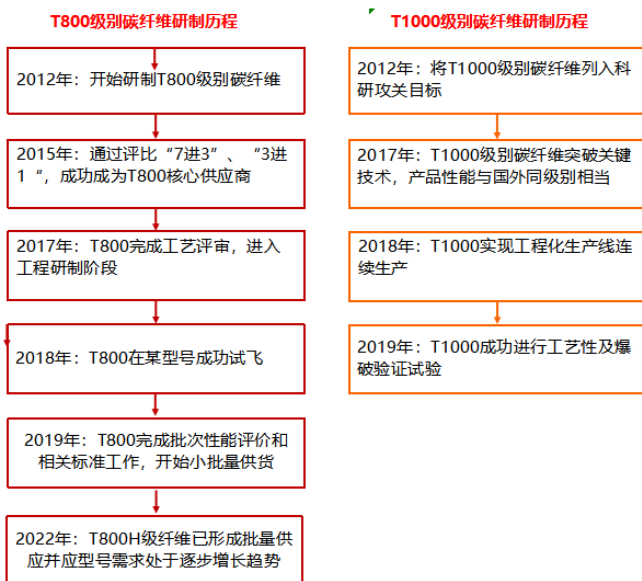 T800级别碳纤维研制历程
2012年：开始研制T800级别碳纤维
2015年：通过评比“7进3”、“3进
1“，成功成为T800核心供应商
2017年：T800完成工艺评审，进入
工程研制阶段
2018年：T800在某型号成功试飞
2019年：T800完成批次性能评价和
相关标准工作，开始小批量供货
2022年：T800H级纤维已形成批量供
应并应型号需求处于逐步增长趋势
T1000级别碳纤维研制历程
2012年：将T1000级别碳纤维列入科
研攻关目标
2017年：T1000级别碳纤维突破关键
技术，产品性能与国外同级别相当
2018年：T1000实现工程化生产线连
续生产
2019年：T1000成功进行工艺性及爆
破验证试验